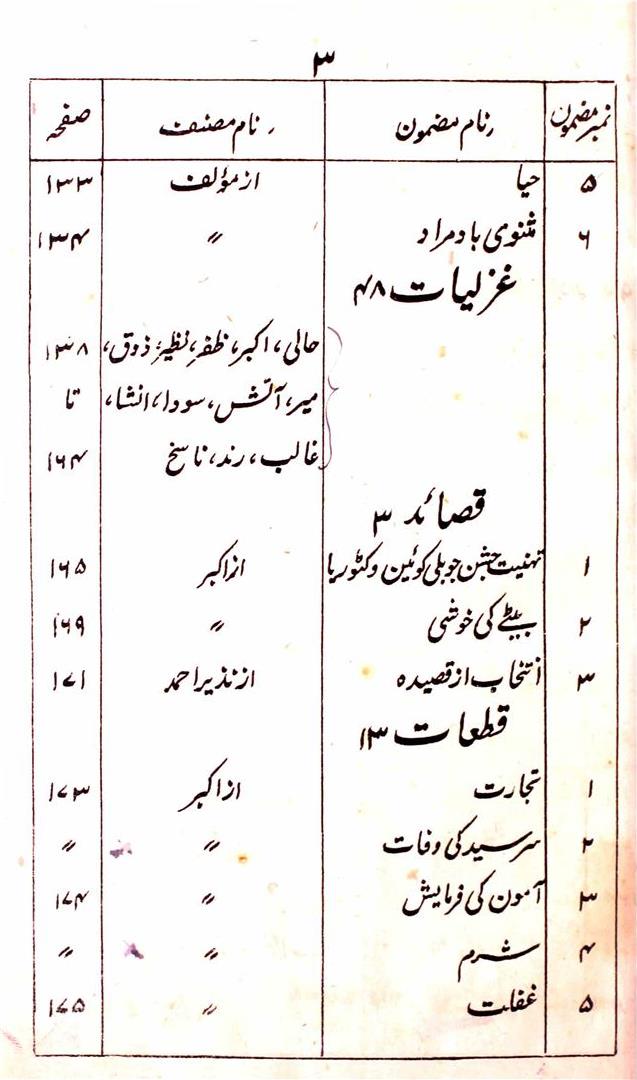 ۳
نمبر مضمون نام مضمون نام مصنف صفحہ
۵ حیا از مؤلف ۱۳۳
۶ مثنوی باد مراد 〃 ۱۳۴
غزلیات ۴۸
حالی، اکبر، ظفر، نظیر، ذوق، ۱۳۸
میر، آتش، سودا، انشا، تا
غالب، رند، ناسخ ۱۶۴
قصائد ۳
۱ تہنیت جشن جوبلی کوئین وکٹوریا از اکبر ۱۶۵
۲ بیٹے کی خوشی 〃 ۱۶۹
۳ انتخاب از قصیدہ از نذیر احمد ۱۷۱
قطعات ۱۳
۱ تجارت از اکبر ۱۷۳
۲ سرسید کی وفات 〃 〃
۳ آموں کی فرمایش 〃 ۱۷۴
۴ شرم 〃 〃
۵ غفلت 〃 ۱۷۵